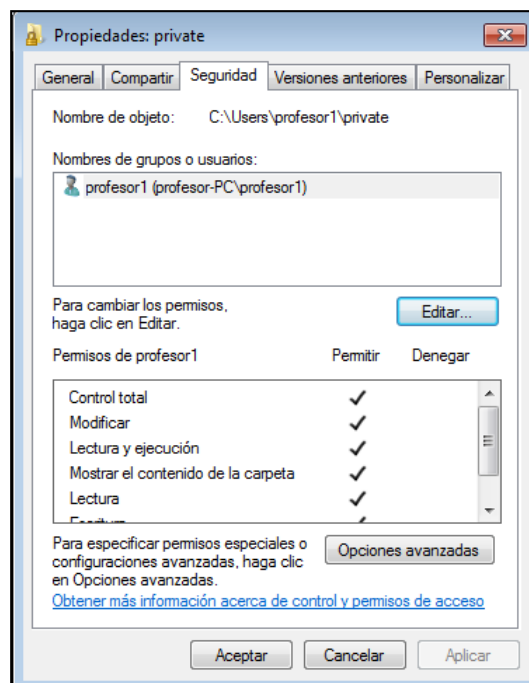 Propiedades: private
General Compartir Seguridad Versiones anteriores Personalizar
Nombre de objeto: C:\Users\profesor1\private
Nombres de grupos o usuarios:
profesor1 (profesor-PC\profesor1)
Para cambiar los permisos,
haga clic en Editar.
Editar...
Permisos de profesor1 Permitir Denegar
Control total
Modificar
Lectura y ejecución
Mostrar el contenido de la carpeta
Lectura
Escritura
Para especificar permisos especiales o
configuraciones avanzadas, haga clic
en Opciones avanzadas.
Opciones avanzadas
Obtener más información acerca de control y permisos de acceso
Aceptar Cancelar Aplicar